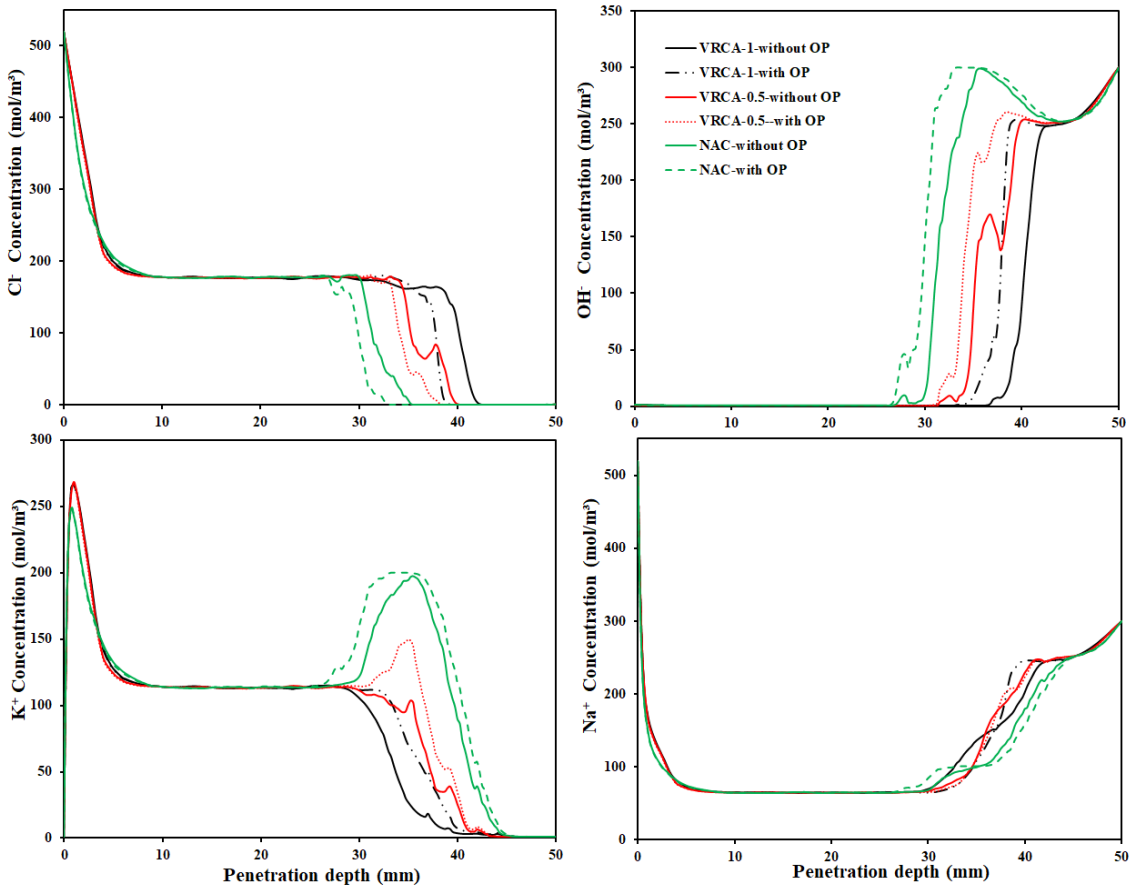 Cl⁻ Concentration (mol/m³)
500
400
300
200
100
0
0 10 20 30 40 50
OH⁻ Concentration (mol/m³)
350
300
250
200
150
100
50
0
0 10 20 30 40 50
VRCA-1-without OP
VRCA-1-with OP
VRCA-0.5-without OP
VRCA-0.5--with OP
NAC-without OP
NAC-with OP
K⁺ Concentration (mol/m³)
300
250
200
150
100
50
0
0 10 20 30 40 50
Penetration depth (mm)
Na⁺ Concentration (mol/m³)
500
400
300
200
100
0
0 10 20 30 40 50
Penetration depth (mm)